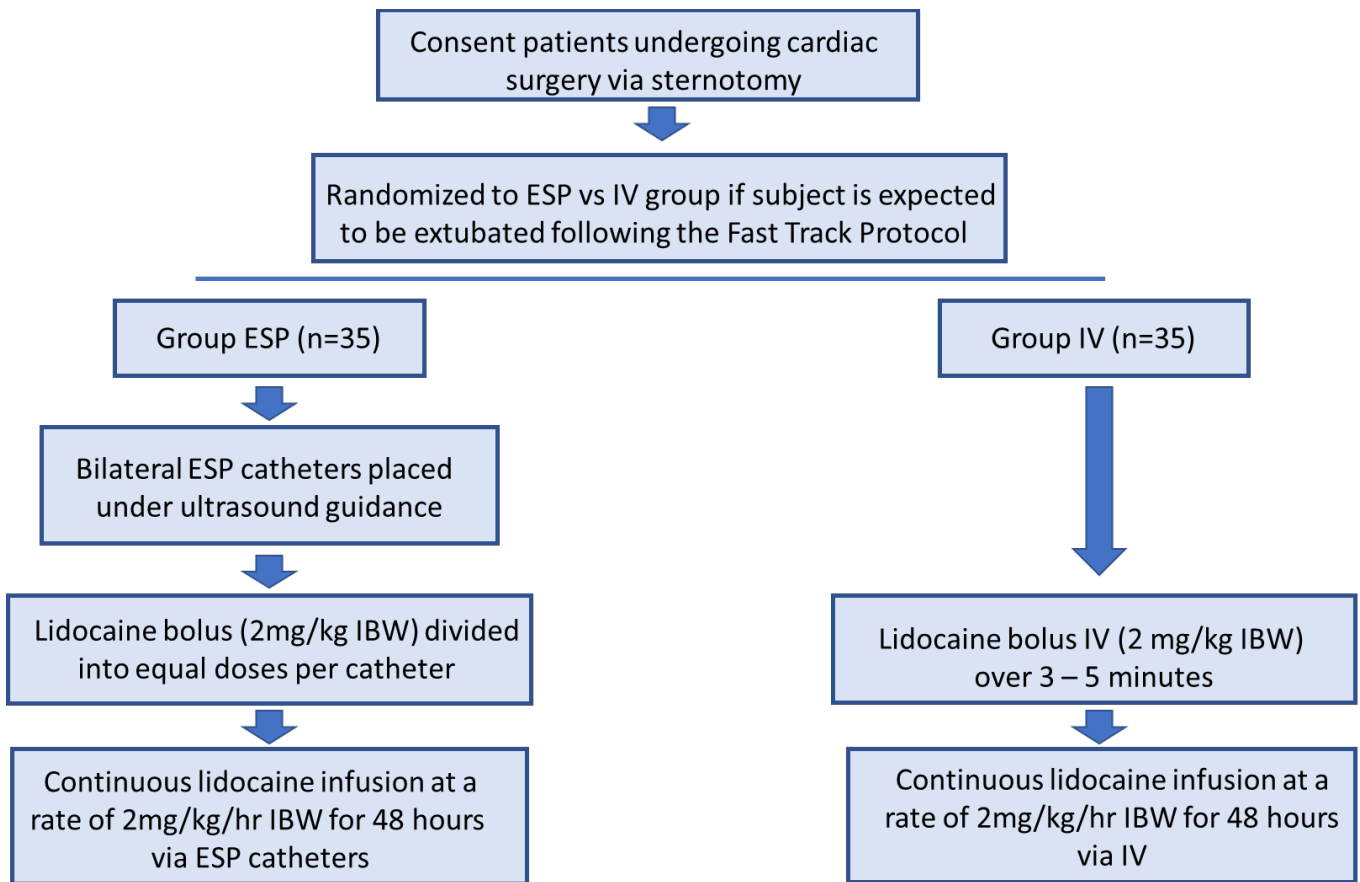 Consent patients undergoing cardiac
surgery via sternotomy
Randomized to ESP vs IV group if subject is expected
to be extubated following the Fast Track Protocol
Group ESP (n=35)
Group IV (n=35)
Bilateral ESP catheters placed
under ultrasound guidance
Lidocaine bolus (2mg/kg IBW) divided
into equal doses per catheter
Lidocaine bolus IV (2 mg/kg IBW)
over 3 – 5 minutes
Continuous lidocaine infusion at a
rate of 2mg/kg/hr IBW for 48 hours
via ESP catheters
Continuous lidocaine infusion at a
rate of 2mg/kg/hr IBW for 48 hours
via IV